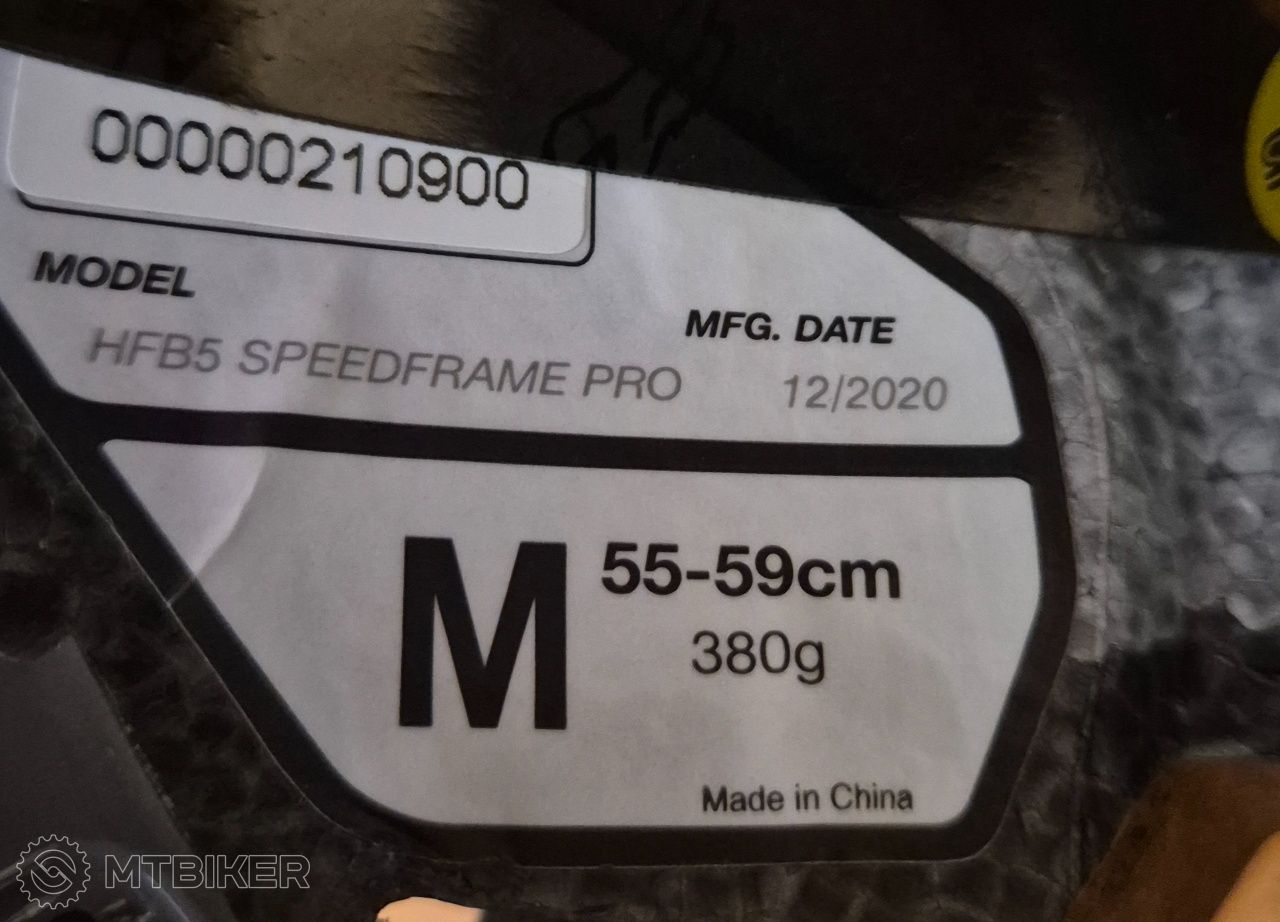 00000210900
MODEL
HFB5 SPEEDFRAME PRO
MFG. DATE
12/2020
M
55-59cm
380g
Made in China
MTBIKER